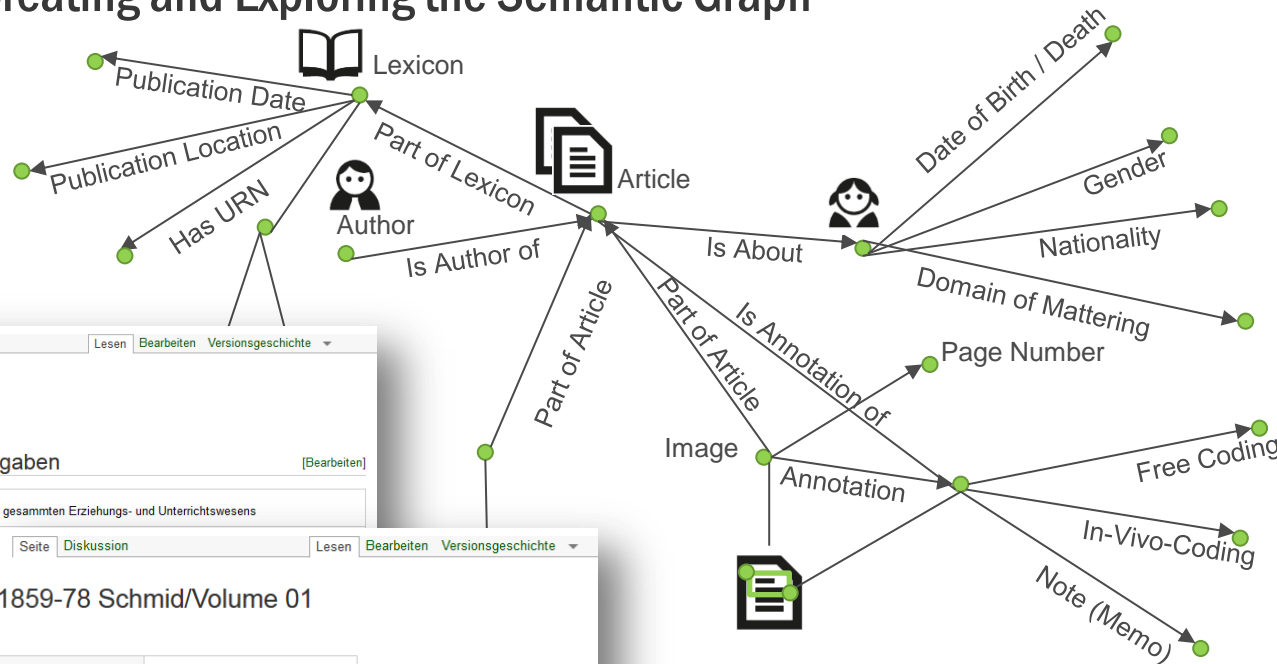 Creating and Exploring the Semantic Graph
Lexicon
Publication Date
Publication Location
Has URN
Part of Lexicon
Author
Is Author of
Article
Is About
Date of Birth / Death
Gender
Nationality
Domain of Mattering
Part of Article
Part of Article
Is Annotation of
Page Number
Image
Annotation
Free Coding
In-Vivo-Coding
Note (Memo)
Lesen Bearbeiten Versionsgeschichte
gaben [Bearbeiten]
gesammten Erziehungs- und Unterrichtswesens
Seite Diskussion Lesen Bearbeiten Versionsgeschichte
1859-78 Schmid/Volume 01